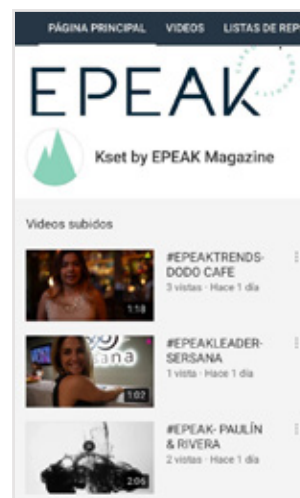 PÁGINA PRINCIPAL VIDEOS LISTAS DE REP
EPEAK
Kset by EPEAK Magazine
Videos subidos
#EPEAKTRENDS-
DODO CAFE
3 vistas · Hace 1 día
1:18
#EPEAKLEADER-
SERSANA
1 vista · Hace 1 día
sana
1:02
#EPEAK- PAULÍN
& RIVERA
2 vistas · Hace 1 día
2:06